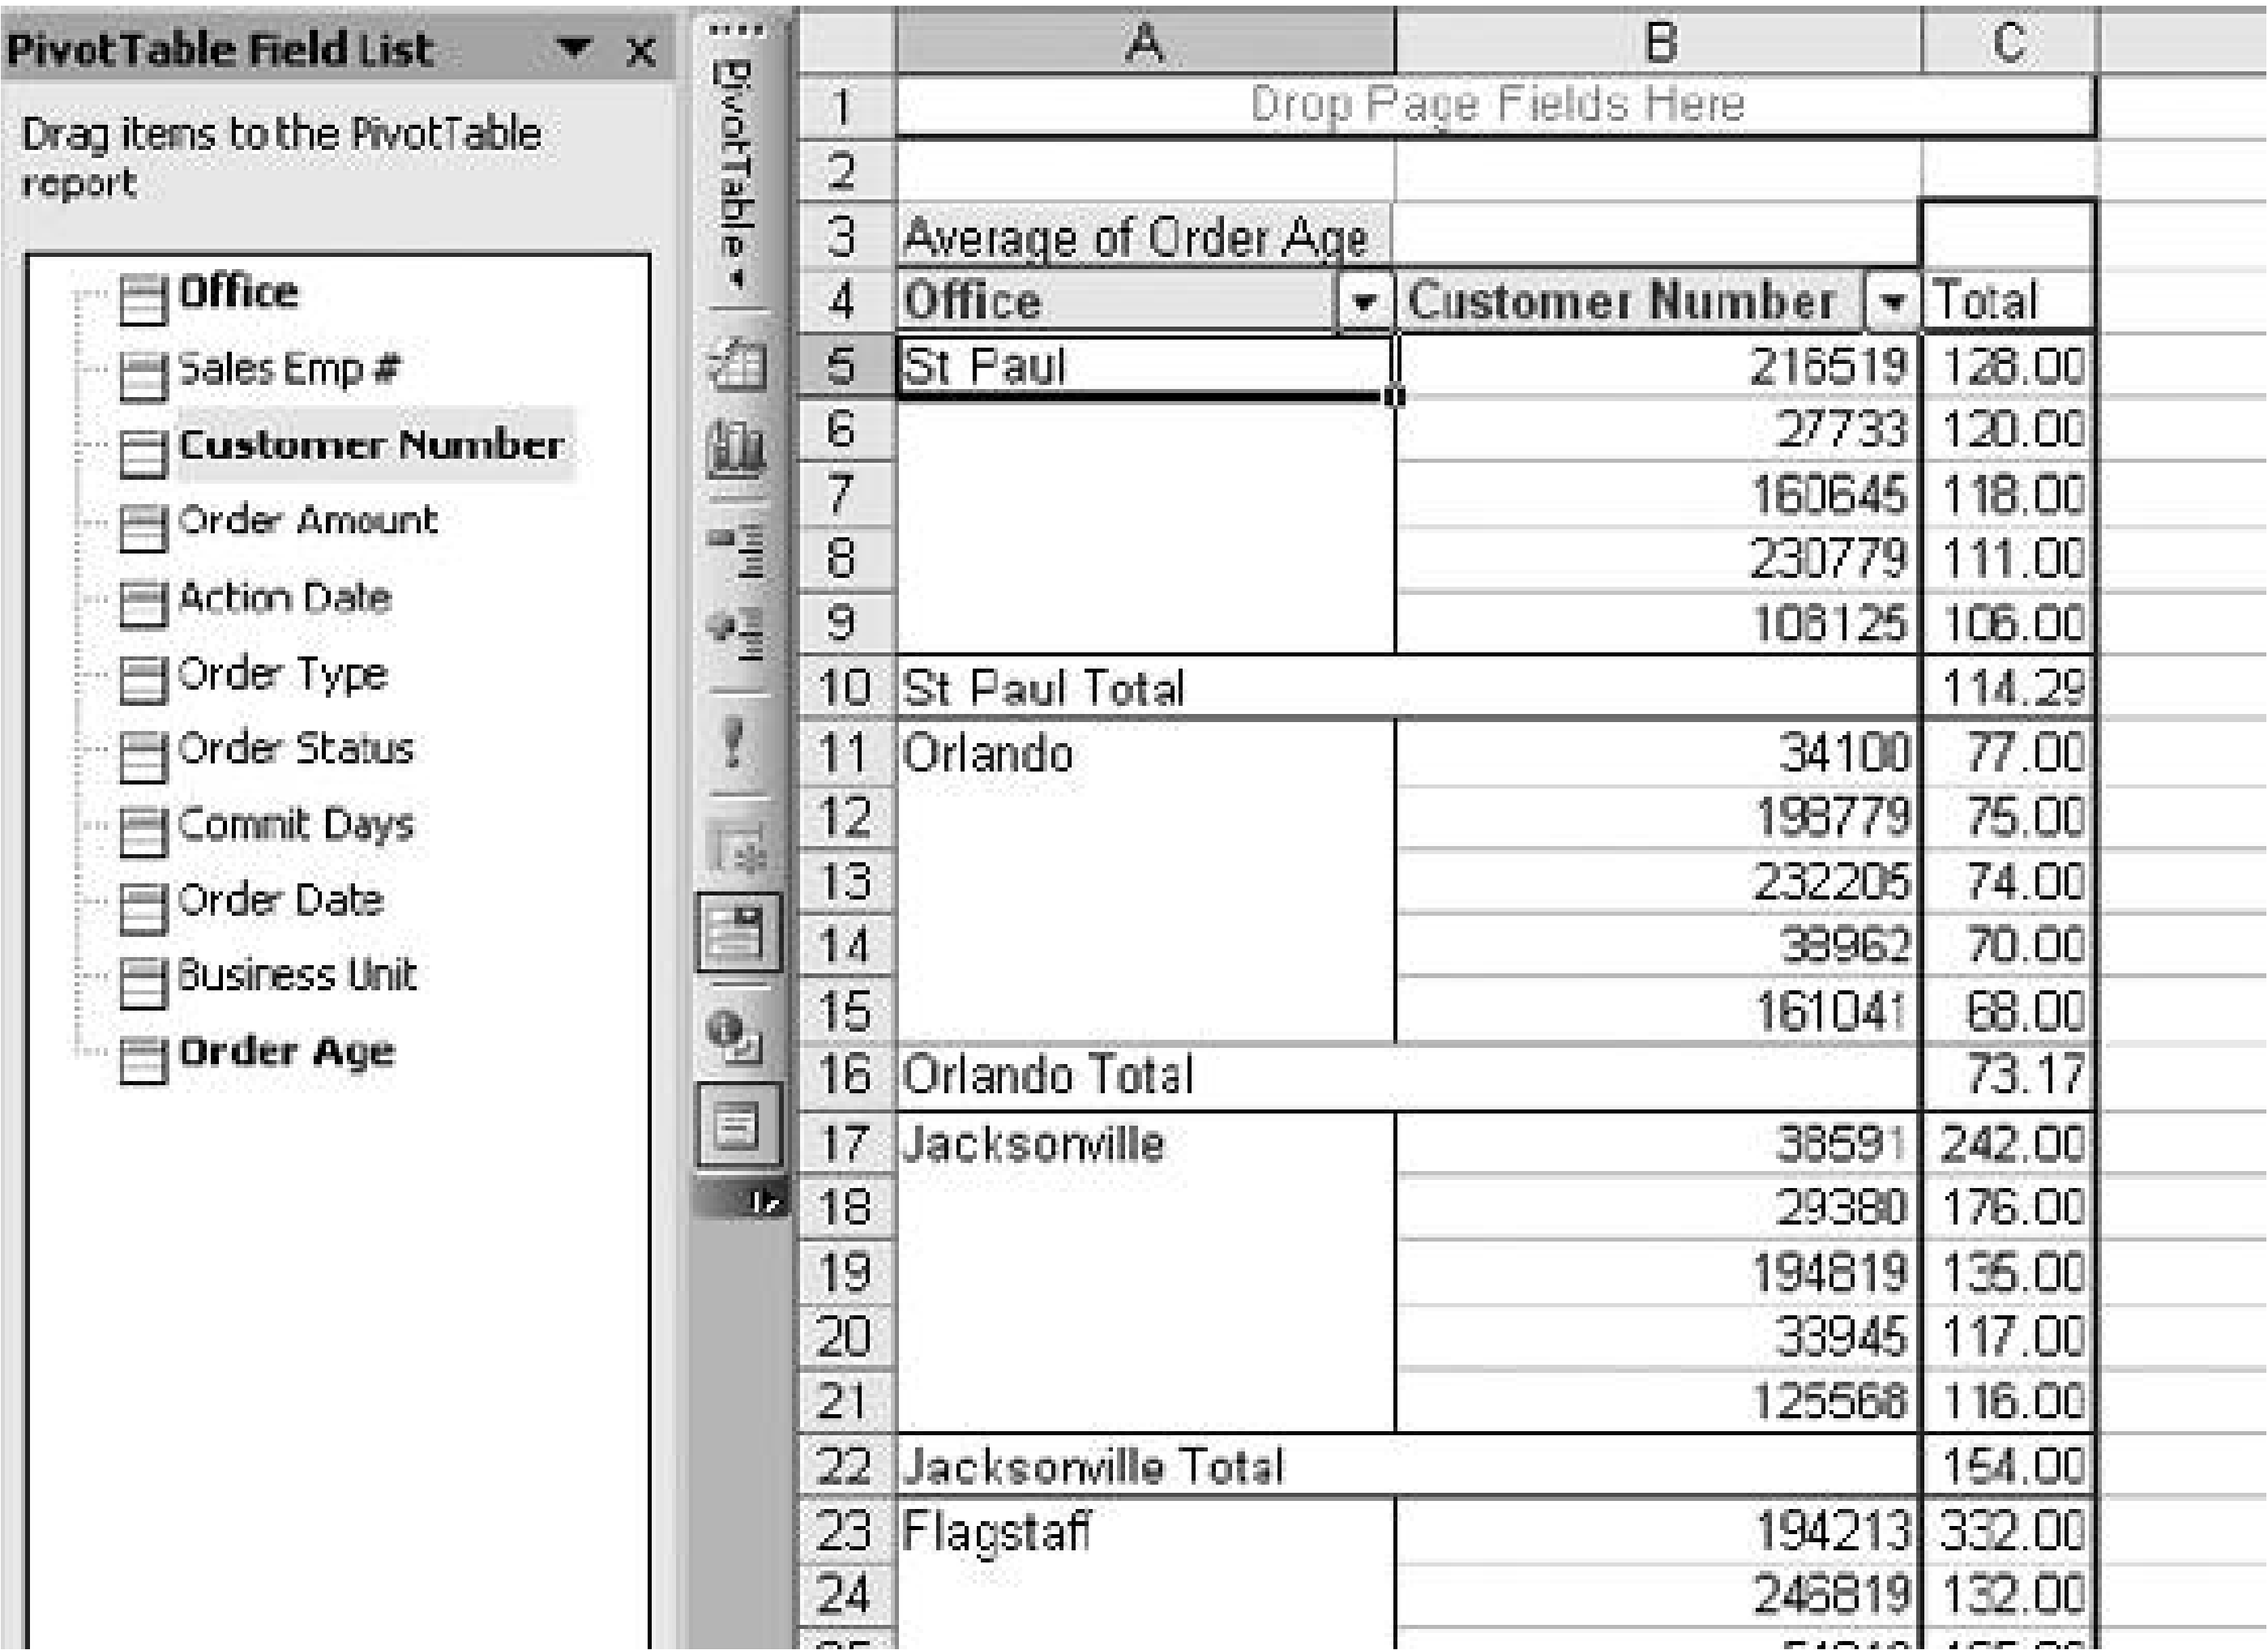 PivotTable Field List
Drag items to the PivotTable
report
Office
Sales Emp #
Customer Number
Order Amount
Action Date
Order Type
Order Status
Commit Days
Order Date
Business Unit
Order Age
PivotTable
A B C
1 Drop Page Fields Here
2
3 Average of Order Age
4 Office Customer Number Total
5 St Paul 216519 128.00
6 27733 120.00
7 160645 118.00
8 230779 111.00
9 108125 106.00
10 St Paul Total 114.29
11 Orlando 34100 77.00
12 198779 75.00
13 232205 74.00
14 38962 70.00
15 161041 68.00
16 Orlando Total 73.17
17 Jacksonville 242.00
18 29380 176.00
19 194819 135.00
20 33945 117.00
21 125568 116.00
22 Jacksonville Total 154.00
23 Flagstaff 194213 332.00
24 246819 132.00